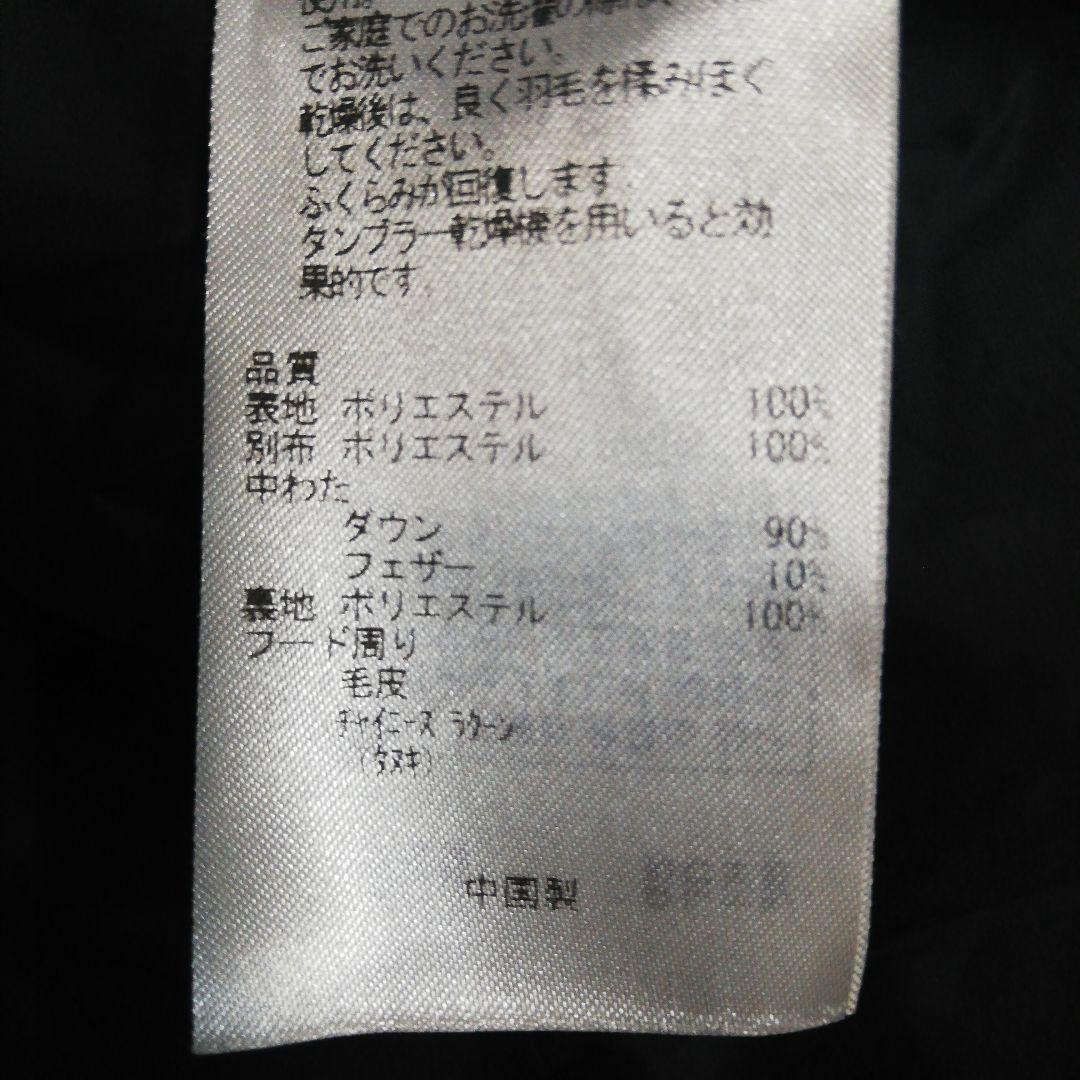 使用。
ご家庭でのお洗濯の
でお洗いください。
乾燥後は、良く羽毛を揉みほぐ
してください。
ふくらみが回復します。
タンブラー乾燥機を用いると効
果的です。
品質
表地 ポリエステル 100%
別布 ポリエステル 100%
中わた
ダウン 90%
フェザー 10%
裏地 ポリエステル 100%
フード周り
毛皮
チャイニーズ ラクーン
(タヌキ)
中国製